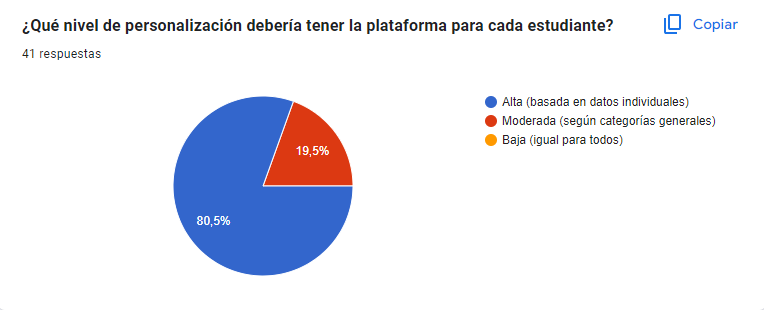 ¿Qué nivel de personalización debería tener la plataforma para cada estudiante?
Copiar
41 respuestas
Alta (basada en datos individuales)
Moderada (según categorías generales)
Baja (igual para todos)
19,5%
80,5%